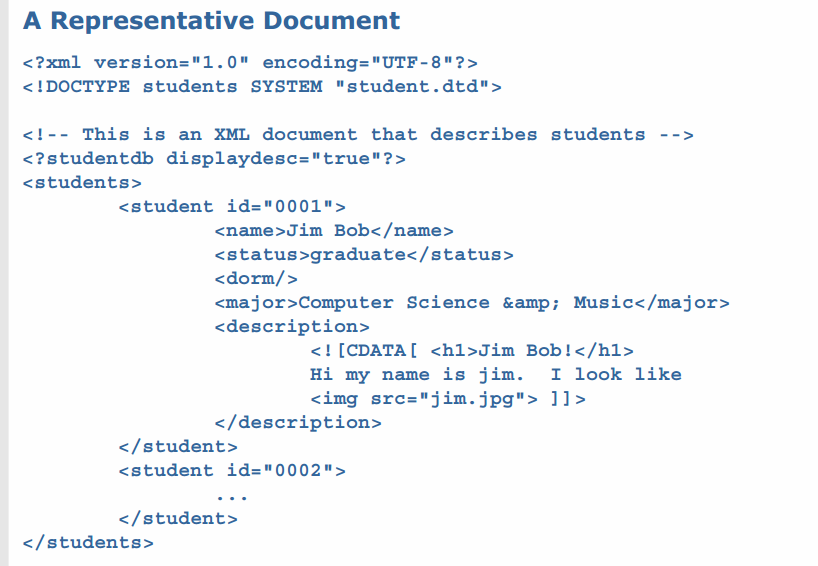 A Representative Document
<?xml version="1.0" encoding="UTF-8"?>
<!DOCTYPE students SYSTEM "student.dtd">
<!-- This is an XML document that describes students -->
<?studentdb displaydesc="true"?>
<students>
<student id="0001">
<name>Jim Bob</name>
<status>graduate</status>
<dorm/>
<major>Computer Science &amp; Music</major>
<description>
<![CDATA[ <h1>Jim Bob!</h1>
Hi my name is jim.  I look like
<img src="jim.jpg"> ]]>
</description>
</student>
<student id="0002">
...
</student>
</students>